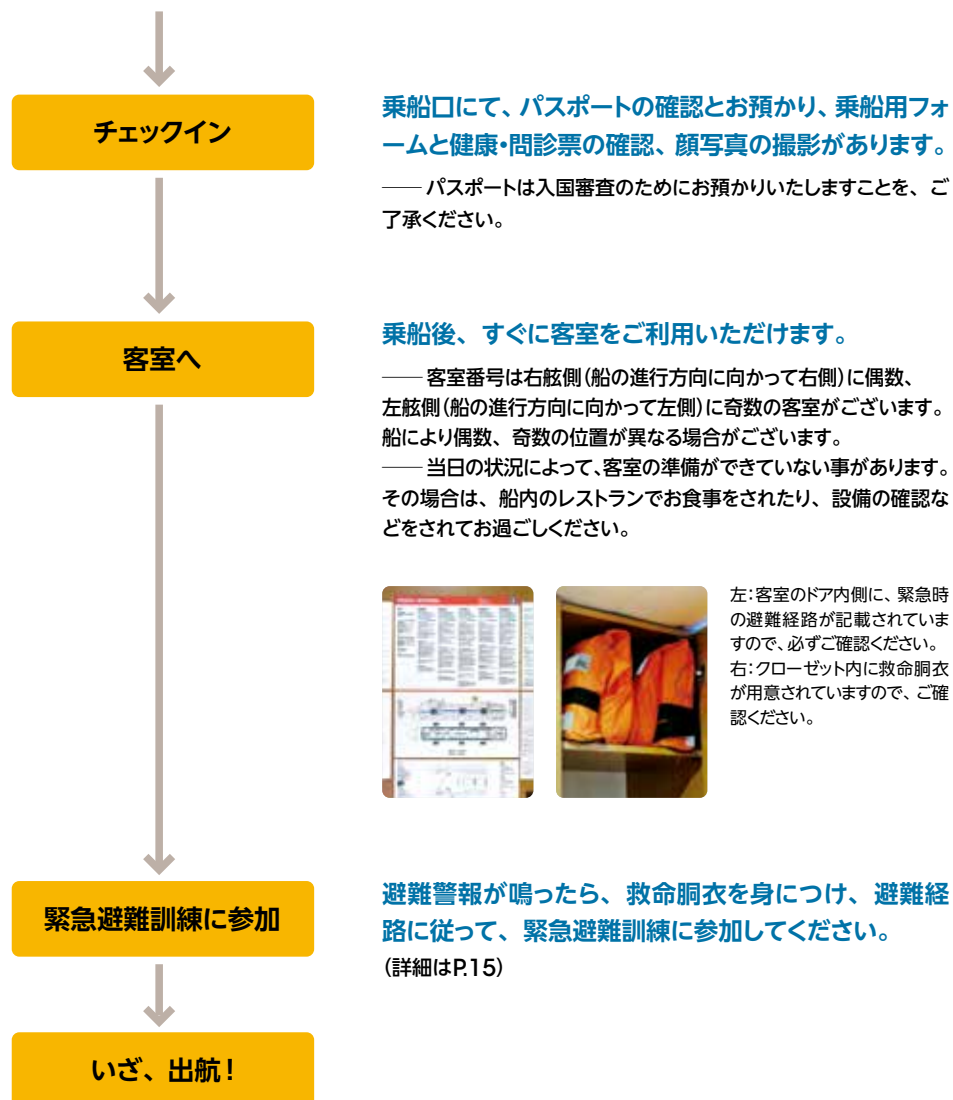 チェックイン
乗船口にて、パスポートの確認とお預かり、乗船用フォ
ームと健康・問診票の確認、顔写真の撮影があります。
── パスポートは入国審査のためにお預かりいたしますことを、ご
了承ください。
客室へ
乗船後、すぐに客室をご利用いただけます。
── 客室番号は右舷側(船の進行方向に向かって右側)に偶数、
左舷側(船の進行方向に向かって左側)に奇数の客室がございます。
船により偶数、奇数の位置が異なる場合がございます。
── 当日の状況によって、客室の準備ができていない事があります。
その場合は、船内のレストランでお食事をされたり、設備の確認な
どをされてお過ごしください。
左:客室のドア内側に、緊急時
の避難経路が記載されていま
すので、必ずご確認ください。
右:クローゼット内に救命胴衣
が用意されていますので、ご確
認ください。
緊急避難訓練に参加
避難警報が鳴ったら、救命胴衣を身につけ、避難経
路に従って、緊急避難訓練に参加してください。
(詳細はP.15)
いざ、出航!